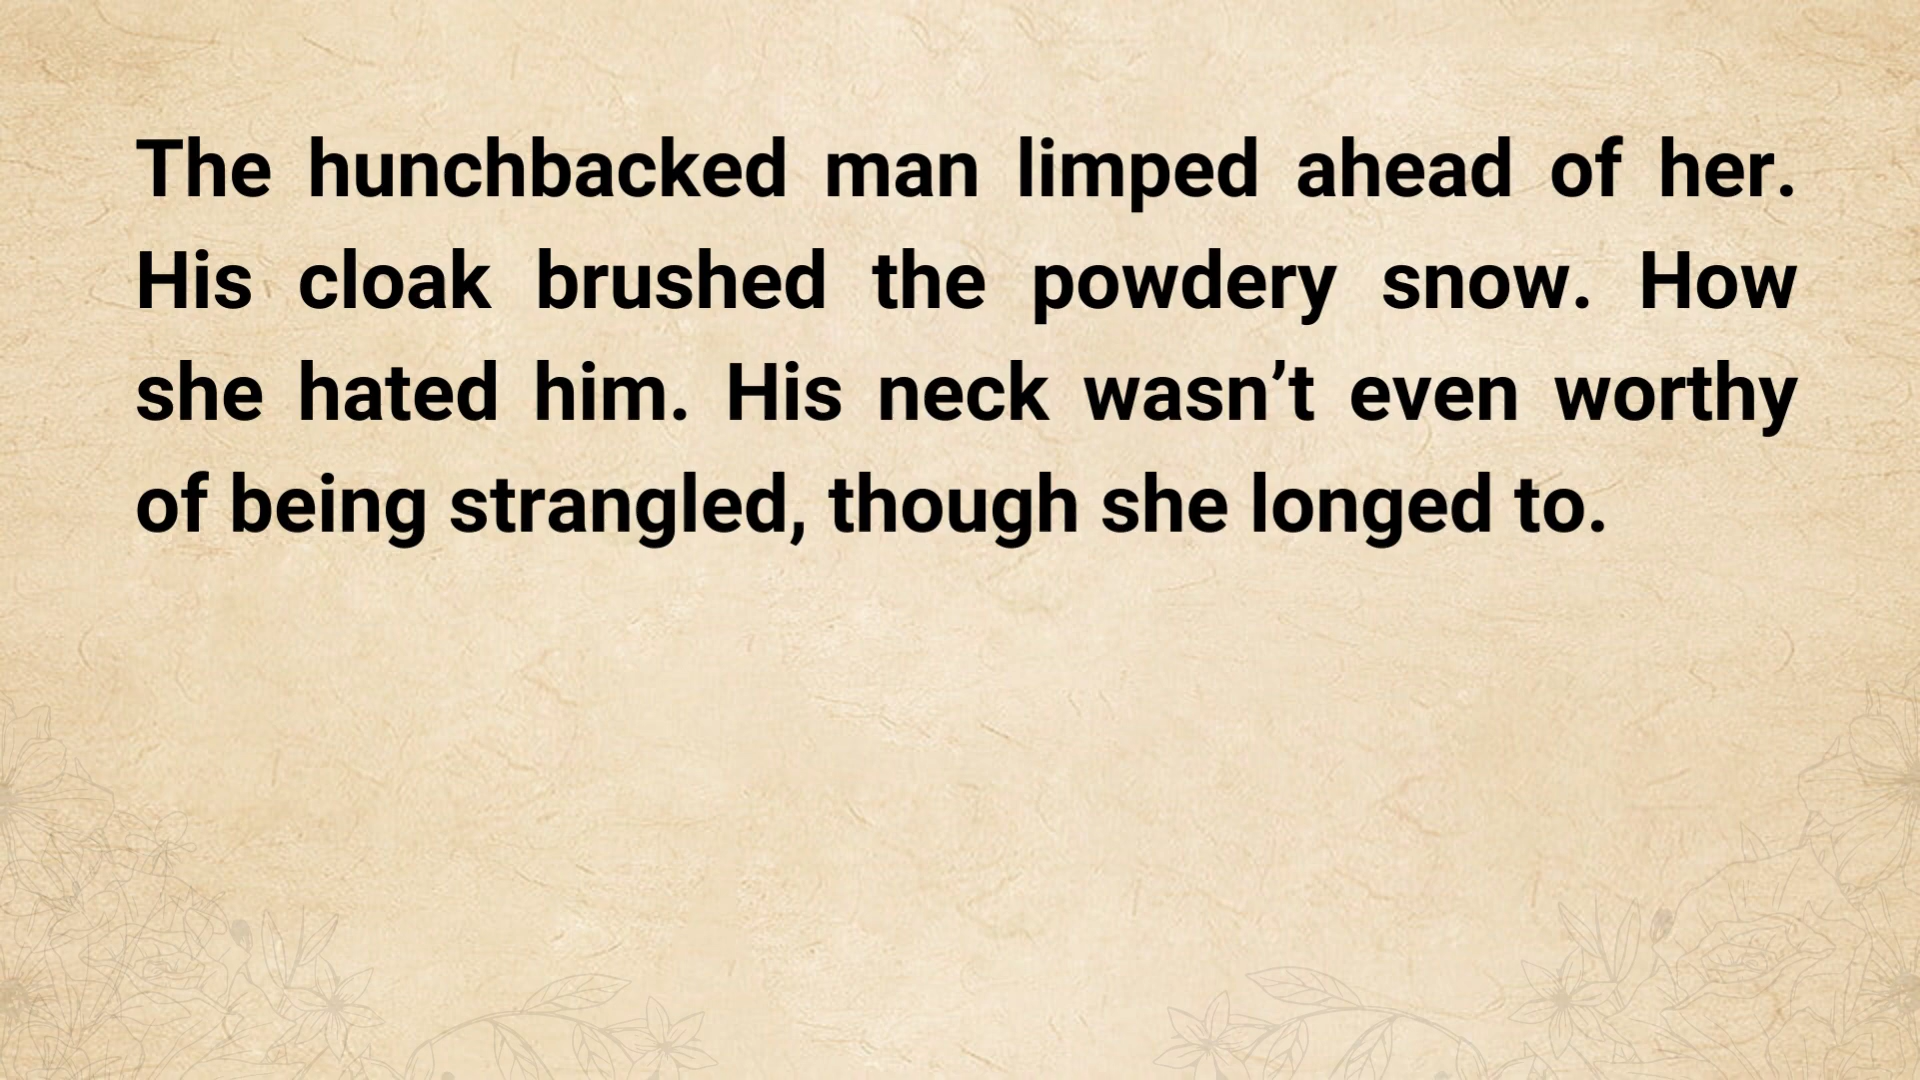 The hunchbacked man limped ahead of her.
His cloak brushed the powdery snow. How
she hated him. His neck wasn’t even worthy
of being strangled, though she longed to.